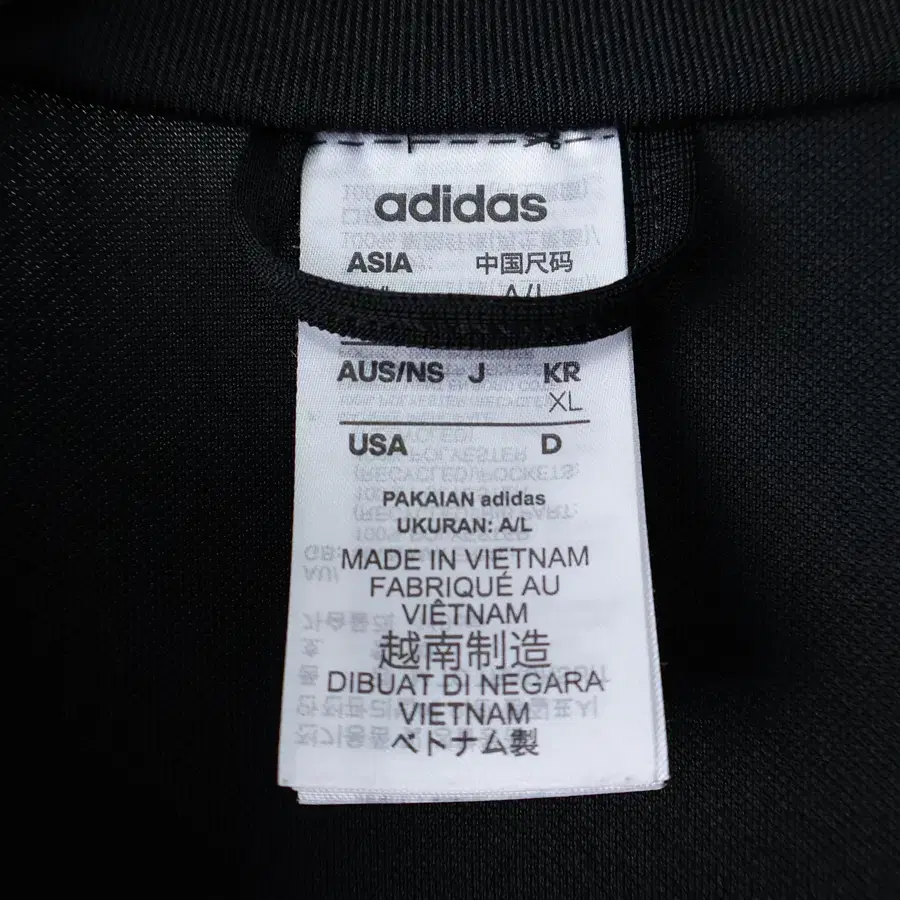 adidas
ASIA 中国尺码
A/L
AUS/NS J KR
XL
USA D
PAKAIAN adidas
UKURAN: A/L
MADE IN VIETNAM
FABRIQUÉ AU
VIÊTNAM
越南制造
DIBUAT DI NEGARA
VIETNAM
ベトナム製